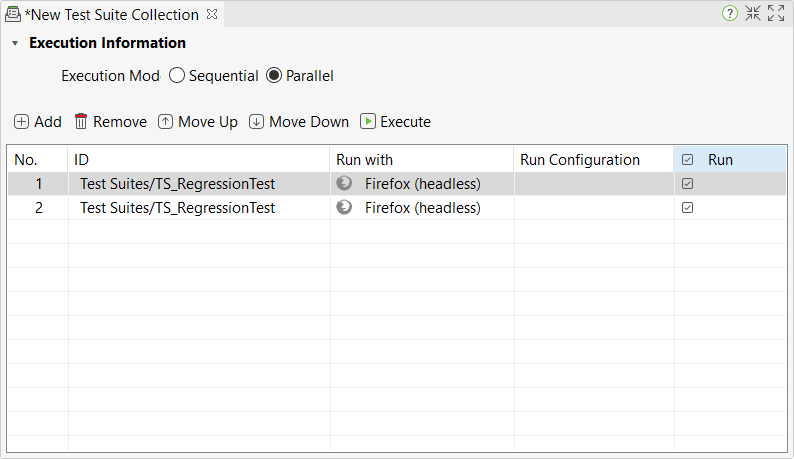 *New Test Suite Collection
Execution Information
Execution Mod Sequential Parallel
Add Remove Move Up Move Down Execute
No. ID Run with Run Configuration Run
1 Test Suites/TS_RegressionTest Firefox (headless)
2 Test Suites/TS_RegressionTest Firefox (headless)